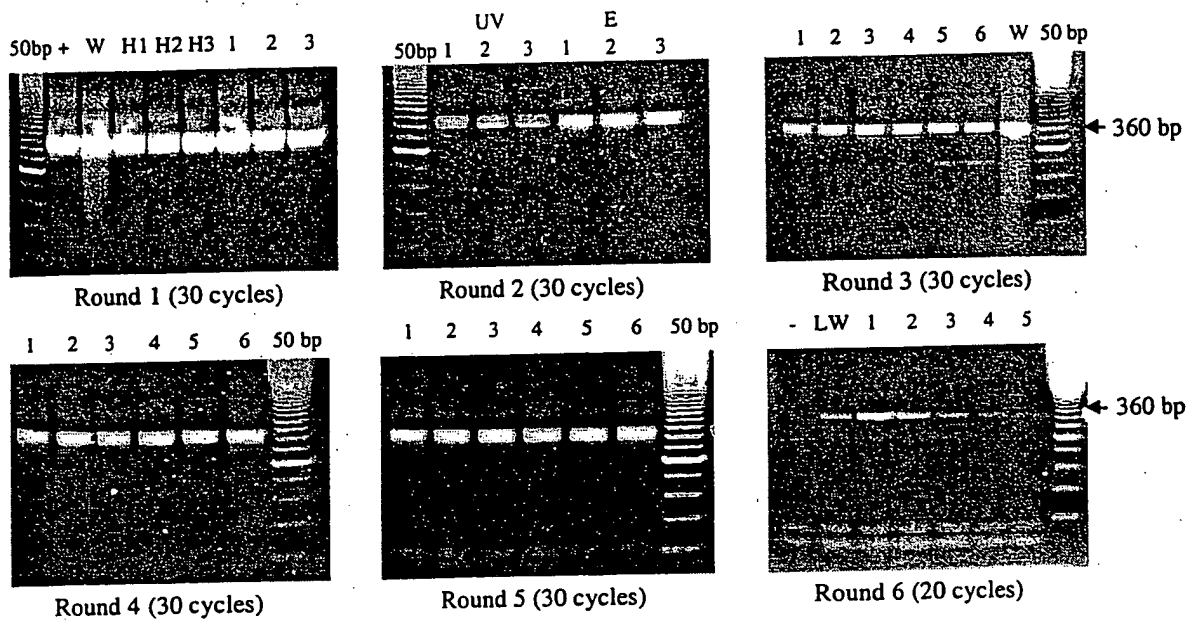 UV E
50bp + W H1 H2 H3 1 2 3
50bp 1 2 3 1 2 3
1 2 3 4 5 6 W 50 bp
360 bp
Round 1 (30 cycles)
Round 2 (30 cycles)
Round 3 (30 cycles)
1 2 3 4 5 6 50 bp
1 2 3 4 5 6 50 bp
- LW 1 2 3 4 5
360 bp
Round 4 (30 cycles)
Round 5 (30 cycles)
Round 6 (20 cycles)